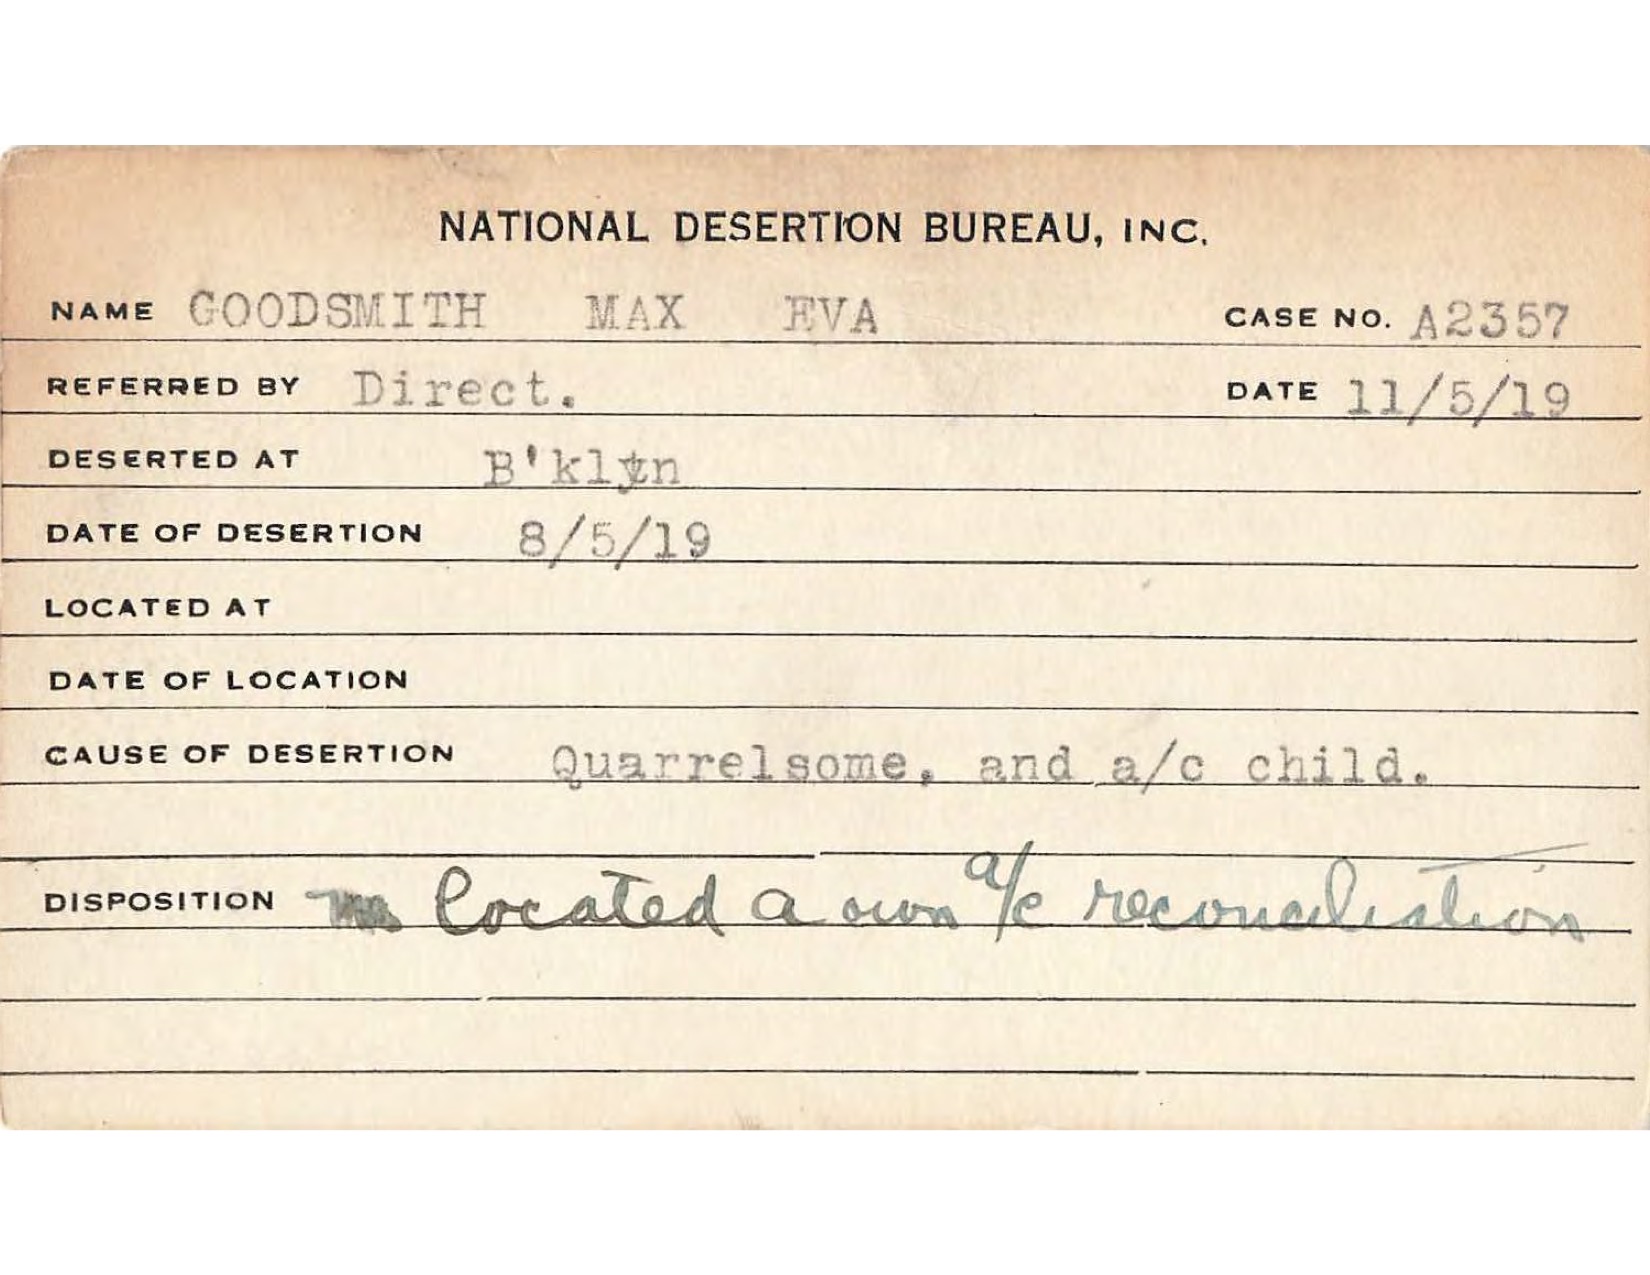 NATIONAL DESERTION BUREAU, INC.
NAME GOODSMITH MAX EVA CASE NO. A2357
REFERRED BY Direct. DATE 11/5/19
DESERTED AT B'klyn
DATE OF DESERTION 8/5/19
LOCATED AT
DATE OF LOCATION
CAUSE OF DESERTION Quarrelsome, and a/c child.
DISPOSITION located a own a/c reconciliation